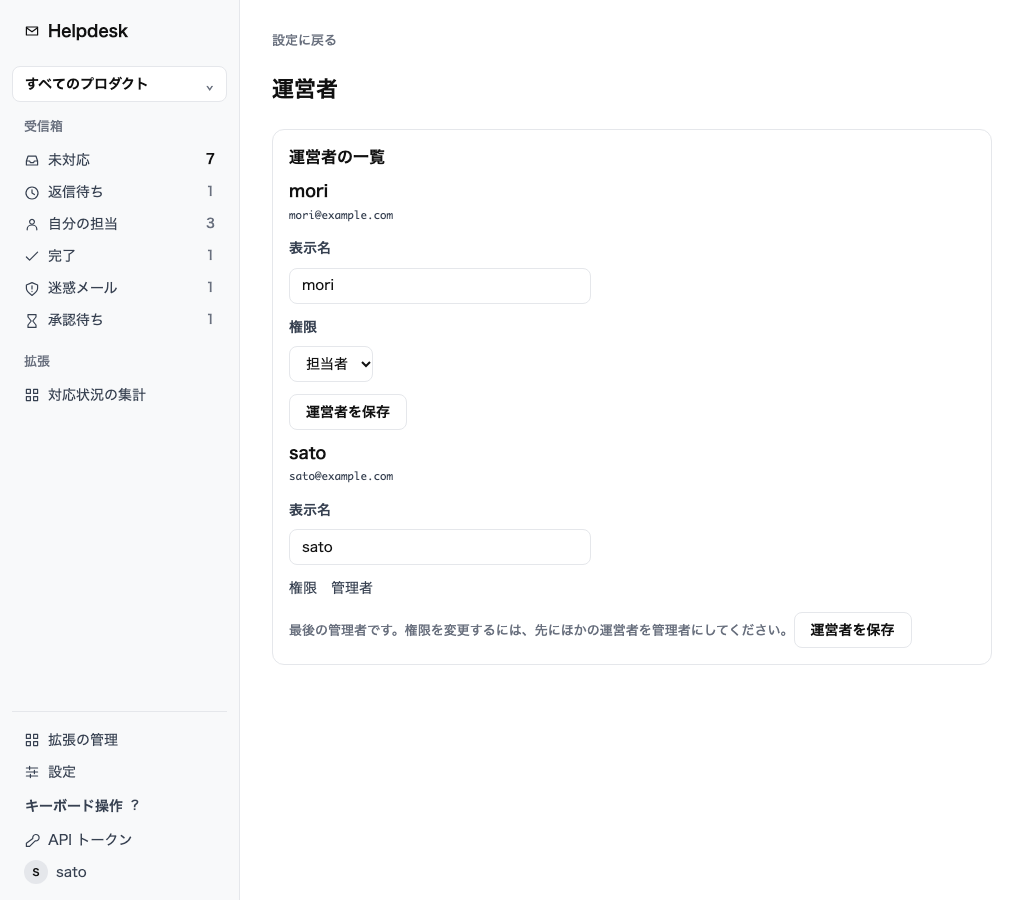 Helpdesk
すべてのプロダクト
受信箱
未対応 7
返信待ち 1
自分の担当 3
完了 1
迷惑メール 1
承認待ち 1
拡張
対応状況の集計
拡張の管理
設定
キーボード操作 ?
API トークン
S sato
設定に戻る
運営者
運営者の一覧
mori
mori@example.com
表示名
mori
権限
担当者
運営者を保存
sato
sato@example.com
表示名
sato
権限 管理者
最後の管理者です。権限を変更するには、先にほかの運営者を管理者にしてください。 運営者を保存